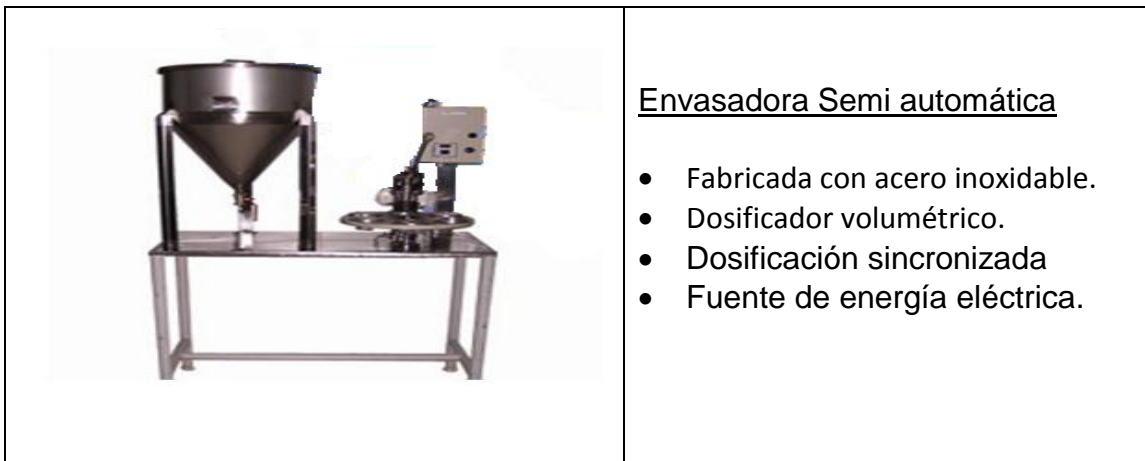 Envasadora Semi automática
• Fabricada con acero inoxidable.
• Dosificador volumétrico.
• Dosificación sincronizada
• Fuente de energía eléctrica.